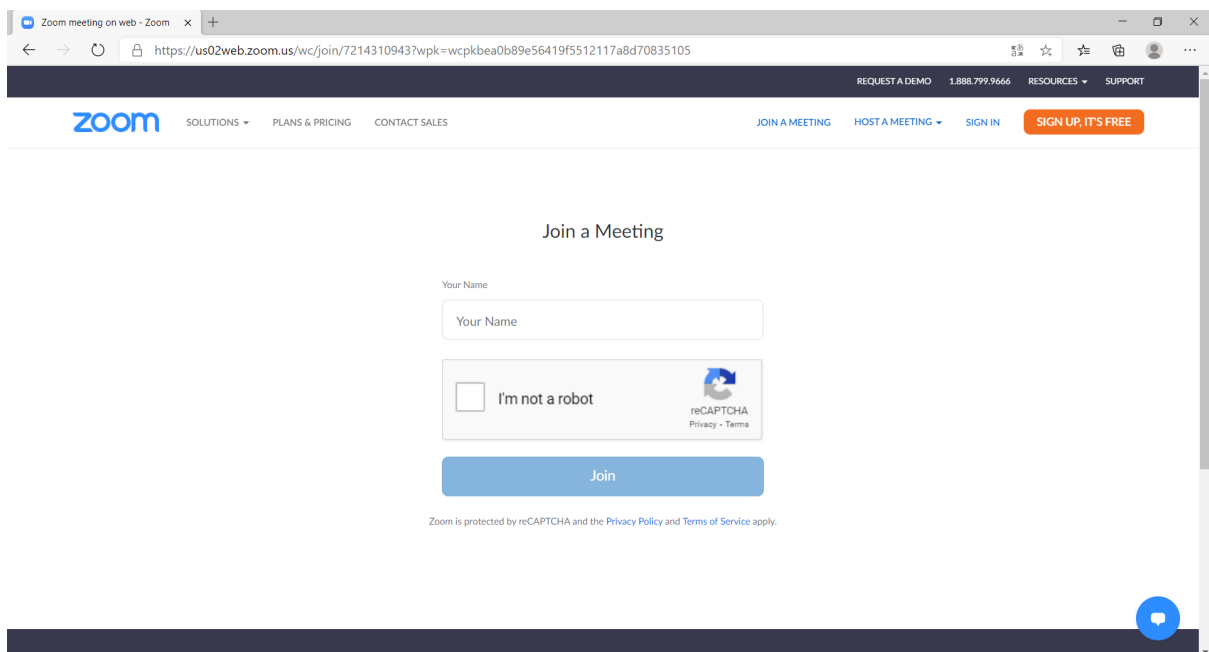 Zoom meeting on web - Zoom
https://us02web.zoom.us/wc/join/7214310943?wpk=wcpkbea0b89e56419f5512117a8d70835105
REQUEST A DEMO 1.888.799.9666 RESOURCES SUPPORT
zoom SOLUTIONS PLANS & PRICING CONTACT SALES JOIN A MEETING HOST A MEETING SIGN IN SIGN UP, IT'S FREE
Join a Meeting
Your Name
Your Name
I'm not a robot
reCAPTCHA
Privacy - Terms
Join
Zoom is protected by reCAPTCHA and the Privacy Policy and Terms of Service apply.